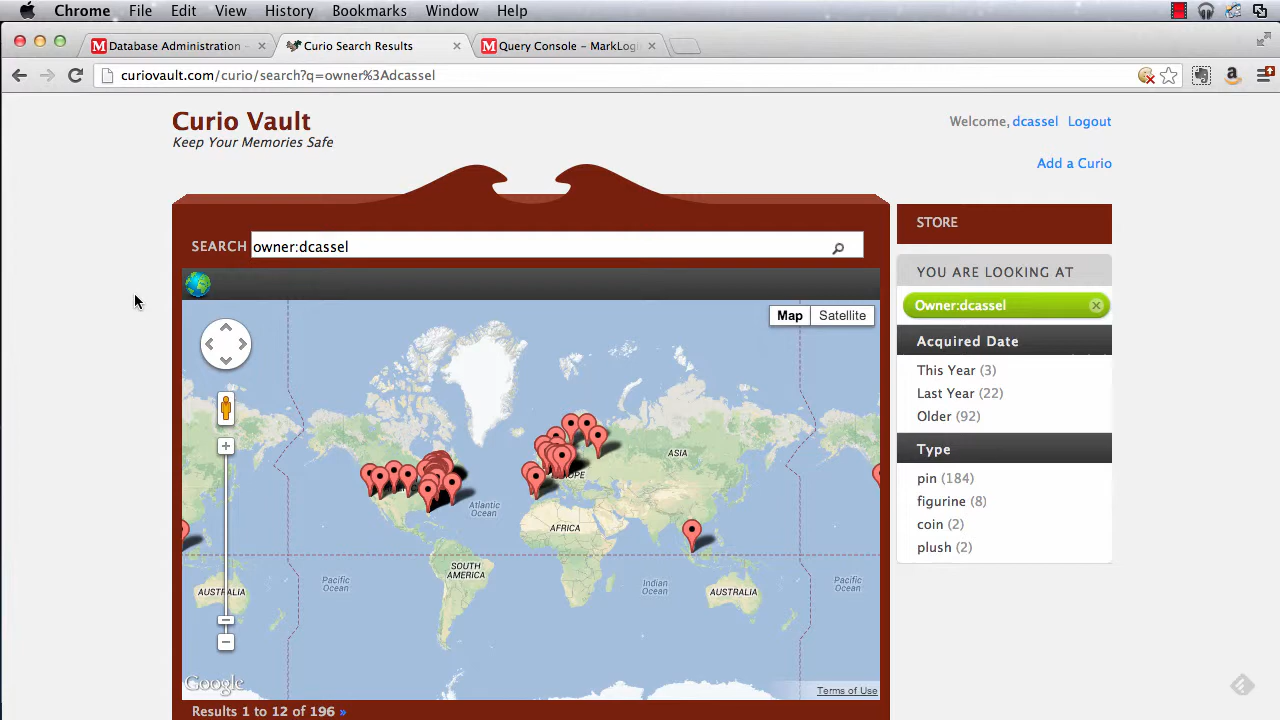 Chrome File Edit View History Bookmarks Window Help
Database Administration - Curio Search Results Query Console - MarkLogi
curiovault.com/curio/search?q=owner%3Adcassel
Curio Vault
Keep Your Memories Safe
Welcome, dcassel Logout
Add a Curio
SEARCH owner:dcassel
Map Satellite
ASIA
EUROPE
Atlantic
Ocean
AFRICA
SOUTH
AMERICA
Pacific
Ocean
Indian
Ocean
Pacific
Ocean
AUSTRALIA
AUSTRALIA
Google
Terms of Use
Results 1 to 12 of 196 »
STORE
YOU ARE LOOKING AT
Owner:dcassel
Acquired Date
This Year (3)
Last Year (22)
Older (92)
Type
pin (184)
figurine (8)
coin (2)
plush (2)